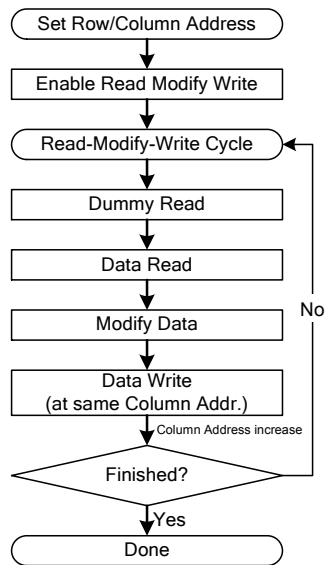 Set Row/Column Address
Enable Read Modify Write
Read-Modify-Write Cycle
Dummy Read
Data Read
No
Modify Data
Data Write
(at same Column Addr.)
Column Address increase
Finished?
Yes
Done